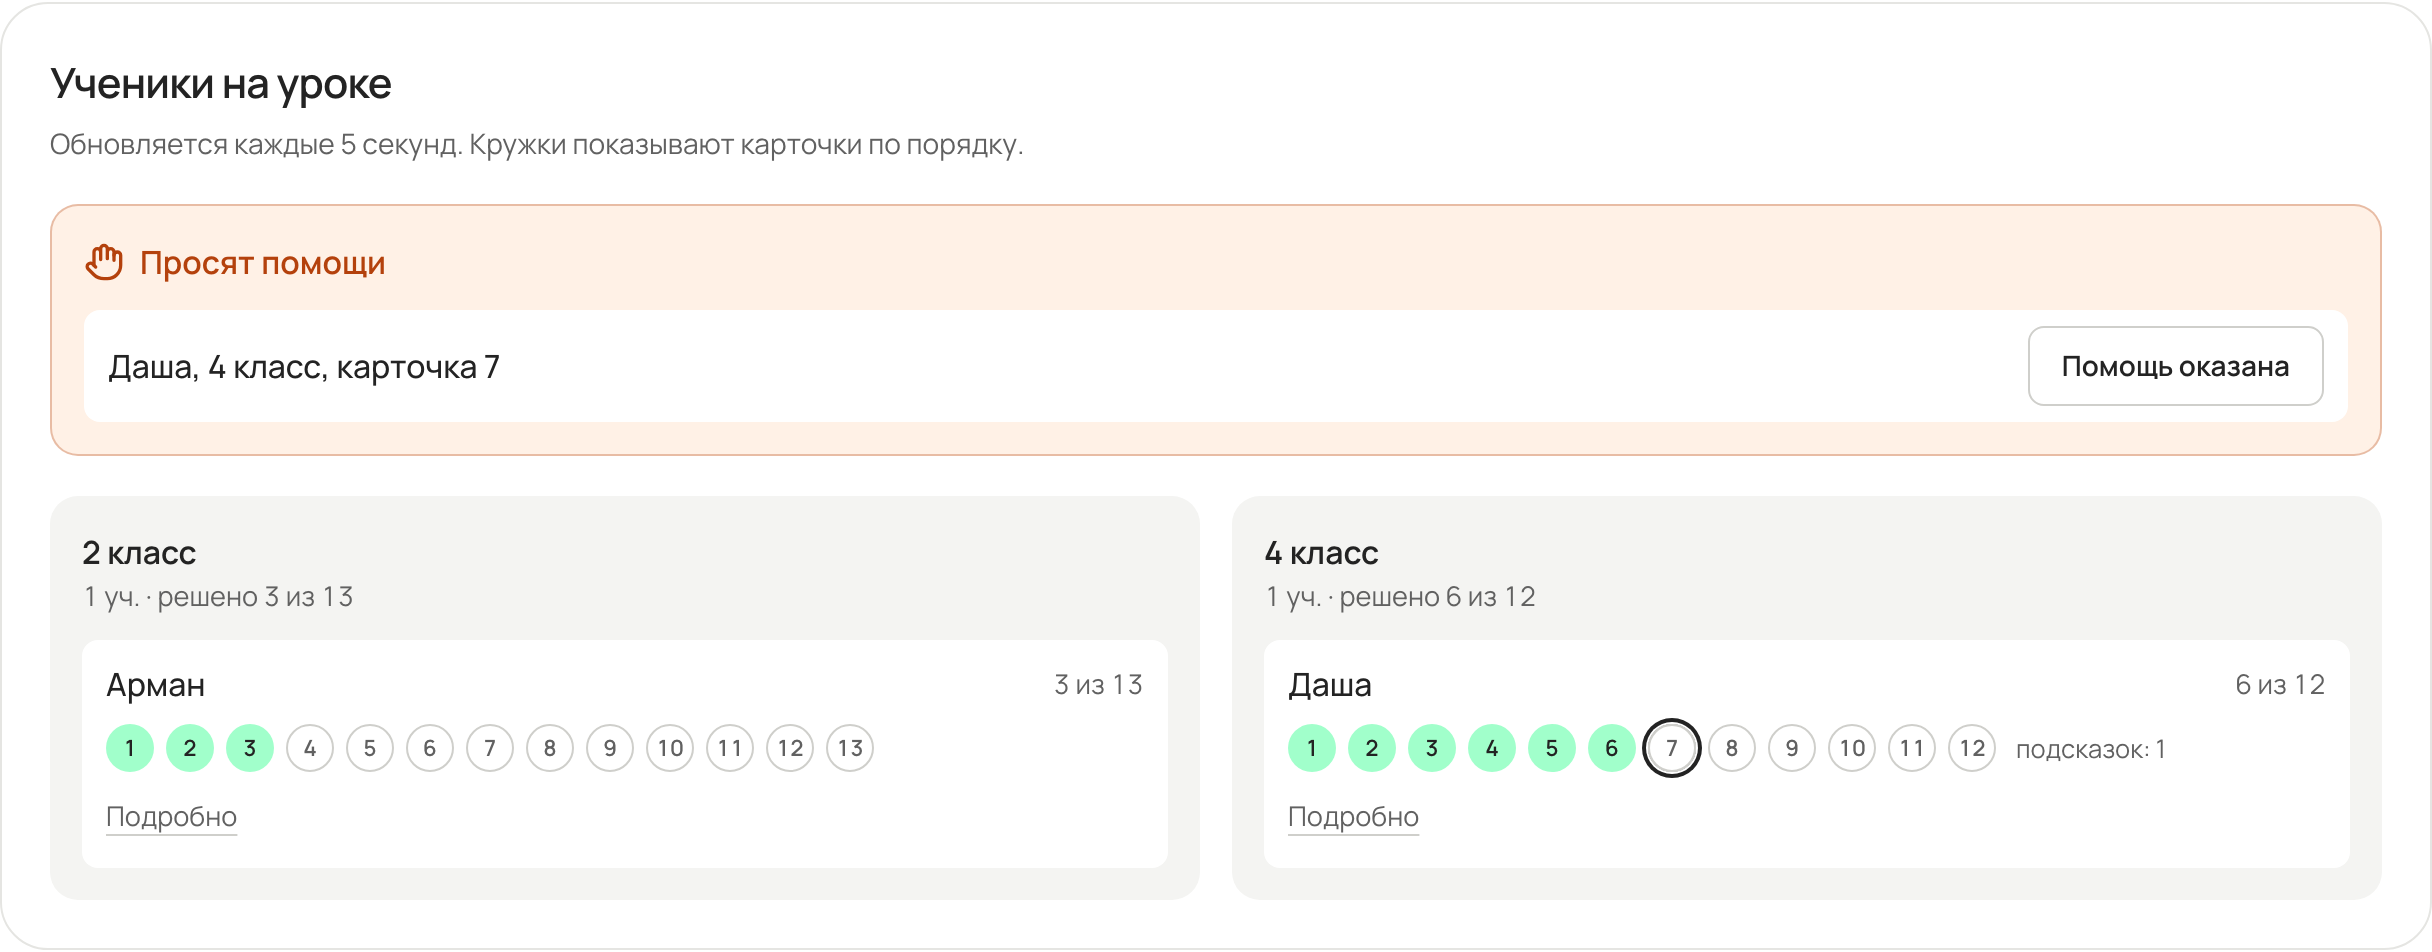 Ученики на уроке
Обновляется каждые 5 секунд. Кружки показывают карточки по порядку.
Просят помощи
Даша, 4 класс, карточка 7
Помощь оказана
2 класс
1 уч. · решено 3 из 13
Арман
3 из 13
1 2 3 4 5 6 7 8 9 10 11 12 13
Подробно
4 класс
1 уч. · решено 6 из 12
Даша
6 из 12
1 2 3 4 5 6 7 8 9 10 11 12 подсказок: 1
Подробно